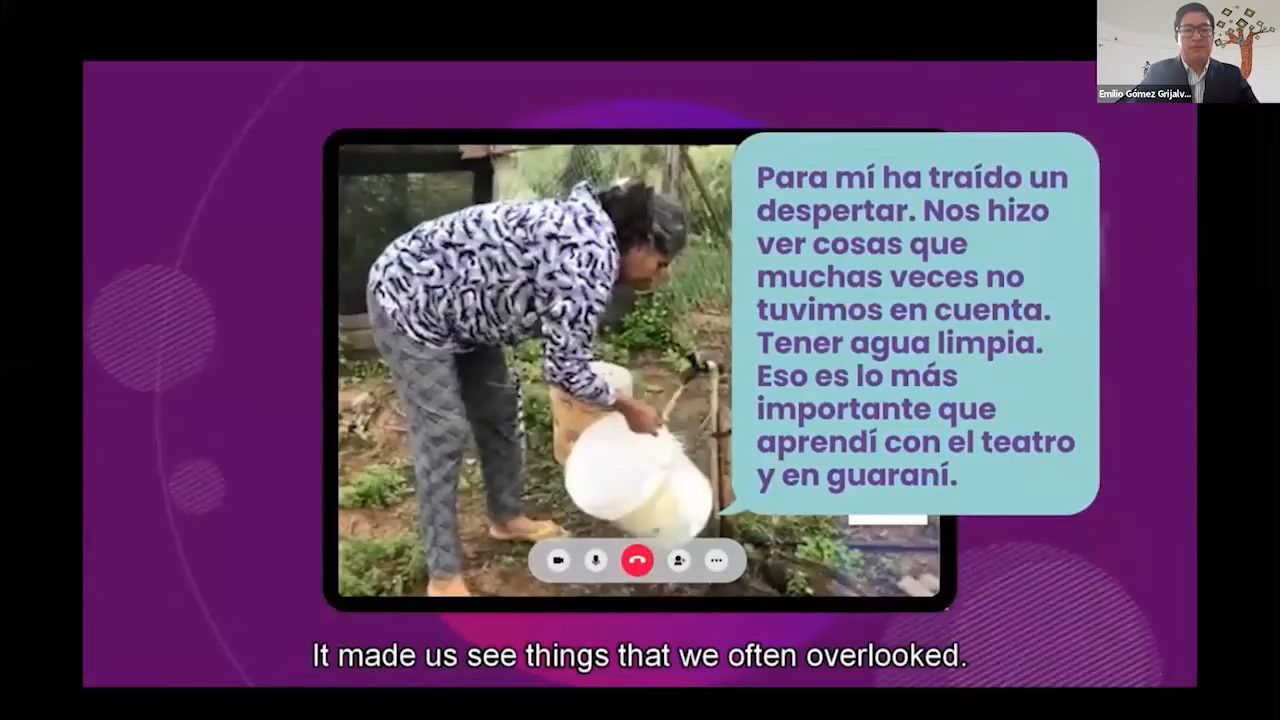 Emilio Gómez Grijalv...
Para mí ha traído un
despertar. Nos hizo
ver cosas que
muchas veces no
tuvimos en cuenta.
Tener agua limpia.
Eso es lo más
importante que
aprendí con el teatro
y en guaraní.
It made us see things that we often overlooked.